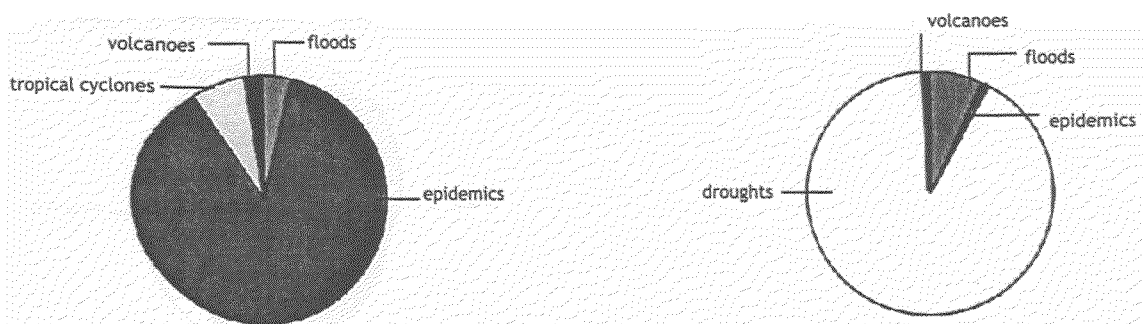 volcanoes
floods
tropical cyclones
epidemics
volcanoes
floods
epidemics
droughts